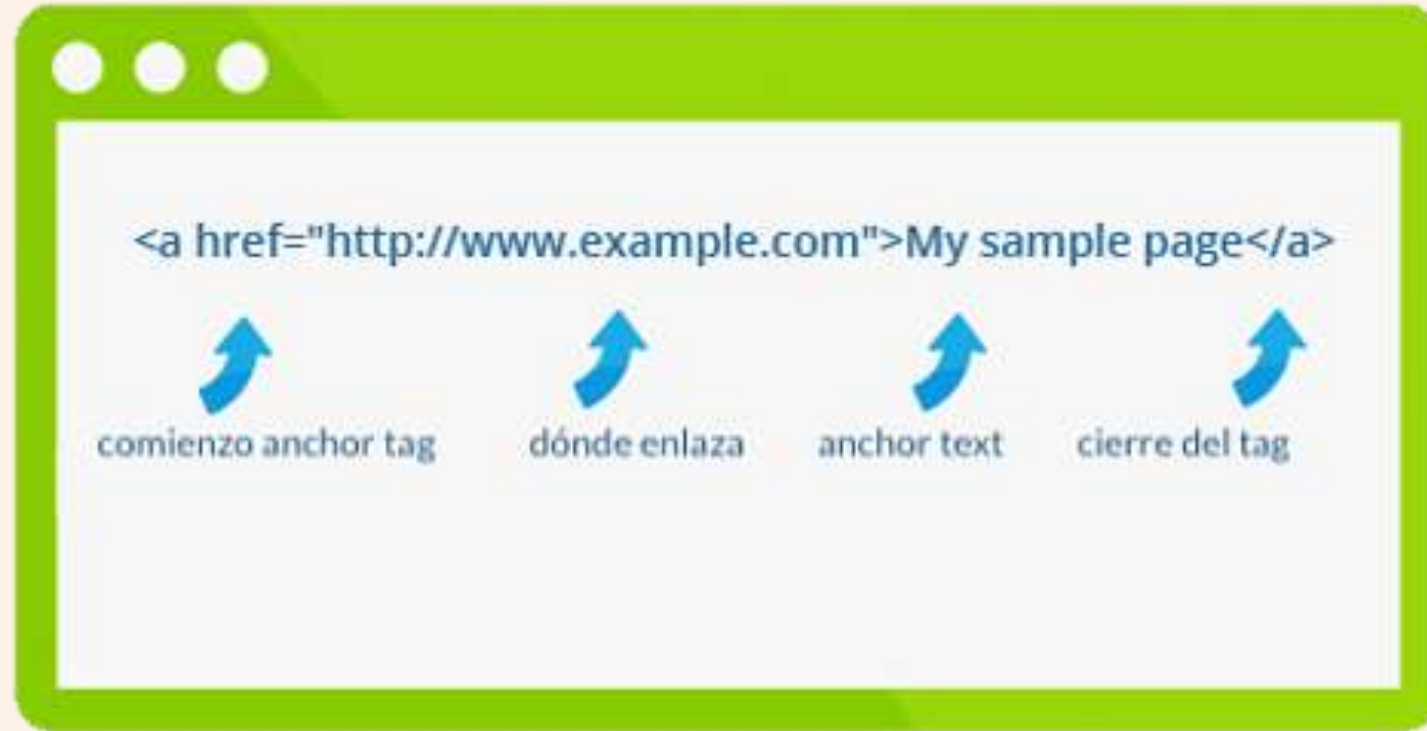 <a href="http://www.example.com">My sample page</a>
comienzo anchor tag dónde enlaza anchor text cierre del tag